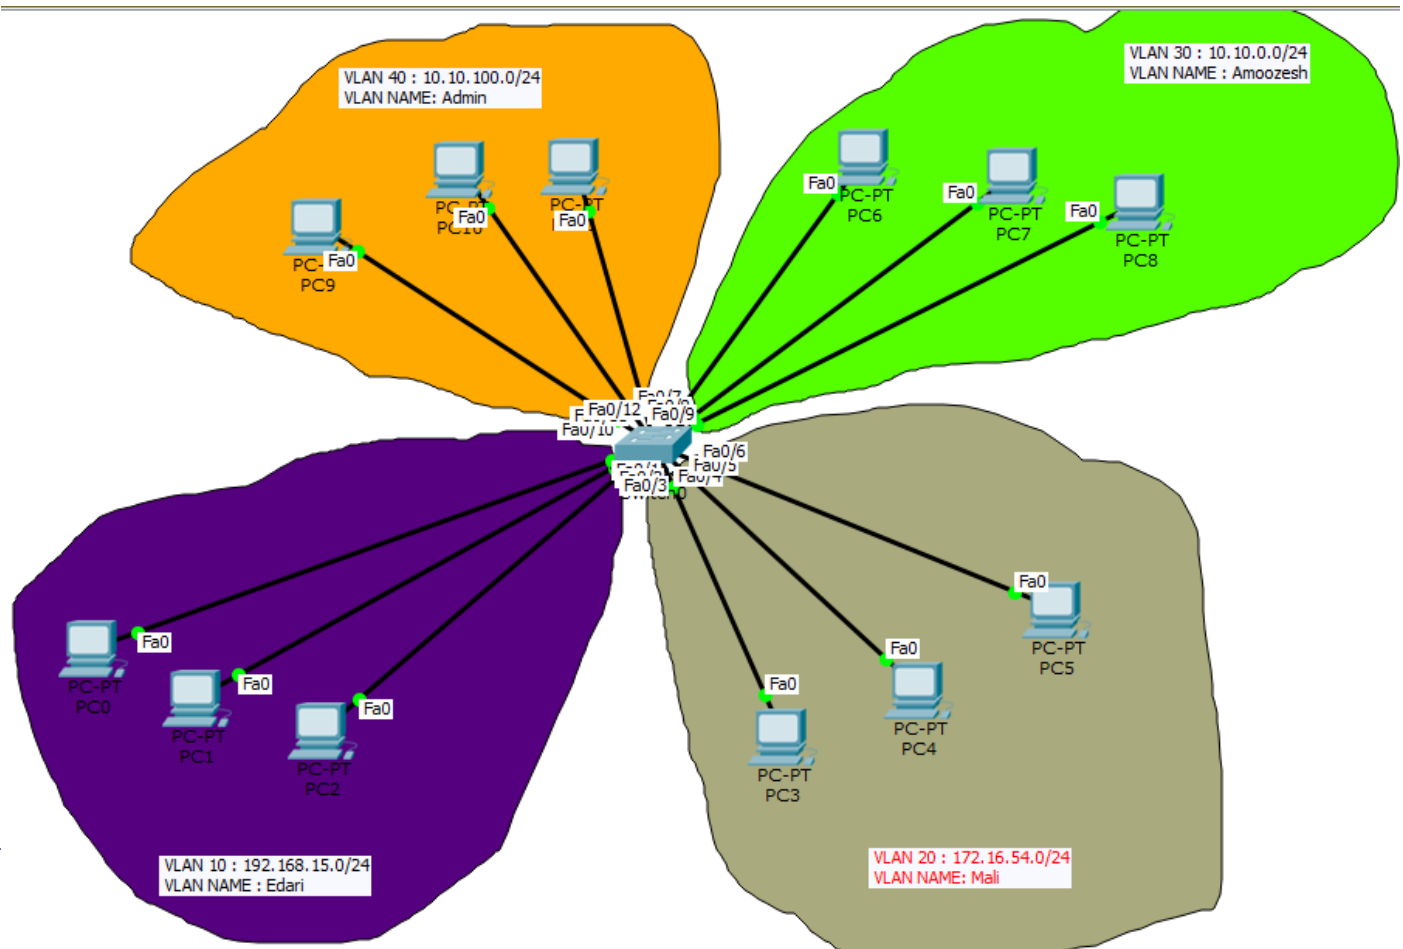 VLAN 40 : 10.10.100.0/24
VLAN NAME: Admin
VLAN 30 : 10.10.0.0/24
VLAN NAME : Amoozesh
Fa0
PC9
Fa0
PC10
Fa0
Fa0
PC-PT
PC6
Fa0
PC-PT
PC7
Fa0
PC-PT
PC8
Fa0/12
Fa0/9
Fa0/10
Fa0/6
Fa0/5
Fa0/4
Fa0/3
Fa0
PC-PT
PC0
Fa0
PC-PT
PC1
Fa0
PC-PT
PC2
Fa0
PC-PT
PC3
Fa0
PC-PT
PC4
Fa0
PC-PT
PC5
VLAN 10 : 192.168.15.0/24
VLAN NAME : Edari
VLAN 20 : 172.16.54.0/24
VLAN NAME: Mali